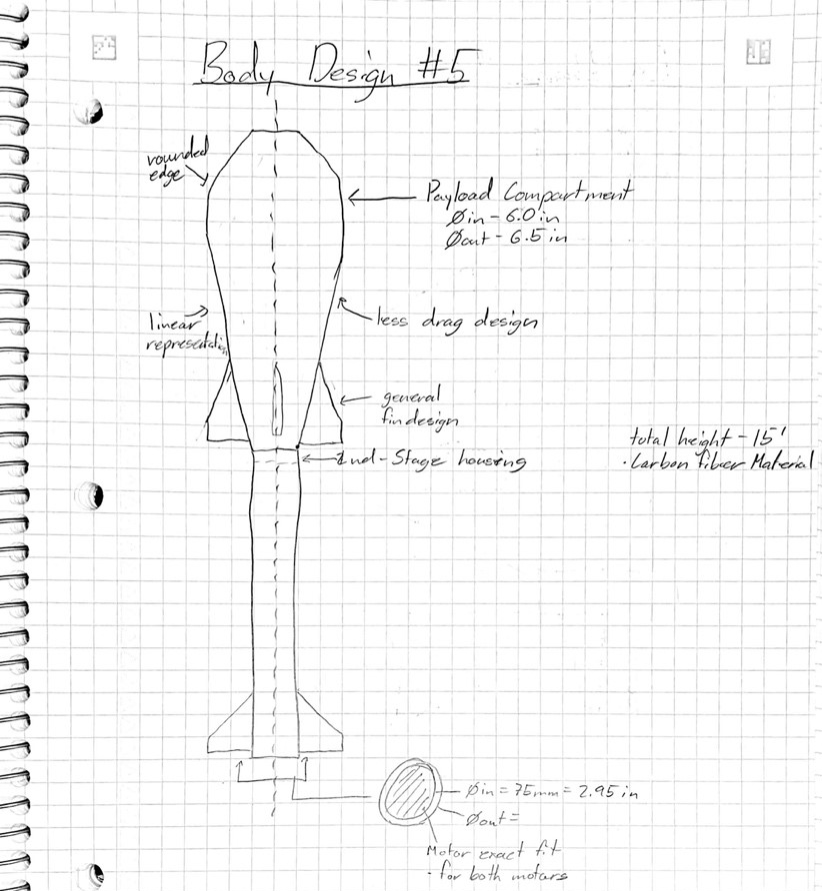 Body Design #5
rounded
edge
Payload Compartment
Øin - 6.0 in
Øout - 6.5 in
linear
representation
less drag design
general
fin design
total height - 15'
• Carbon fiber Material
2nd-Stage housing
Øin = 75mm = 2.95 in
Øout =
Motor exact fit
- for both motors